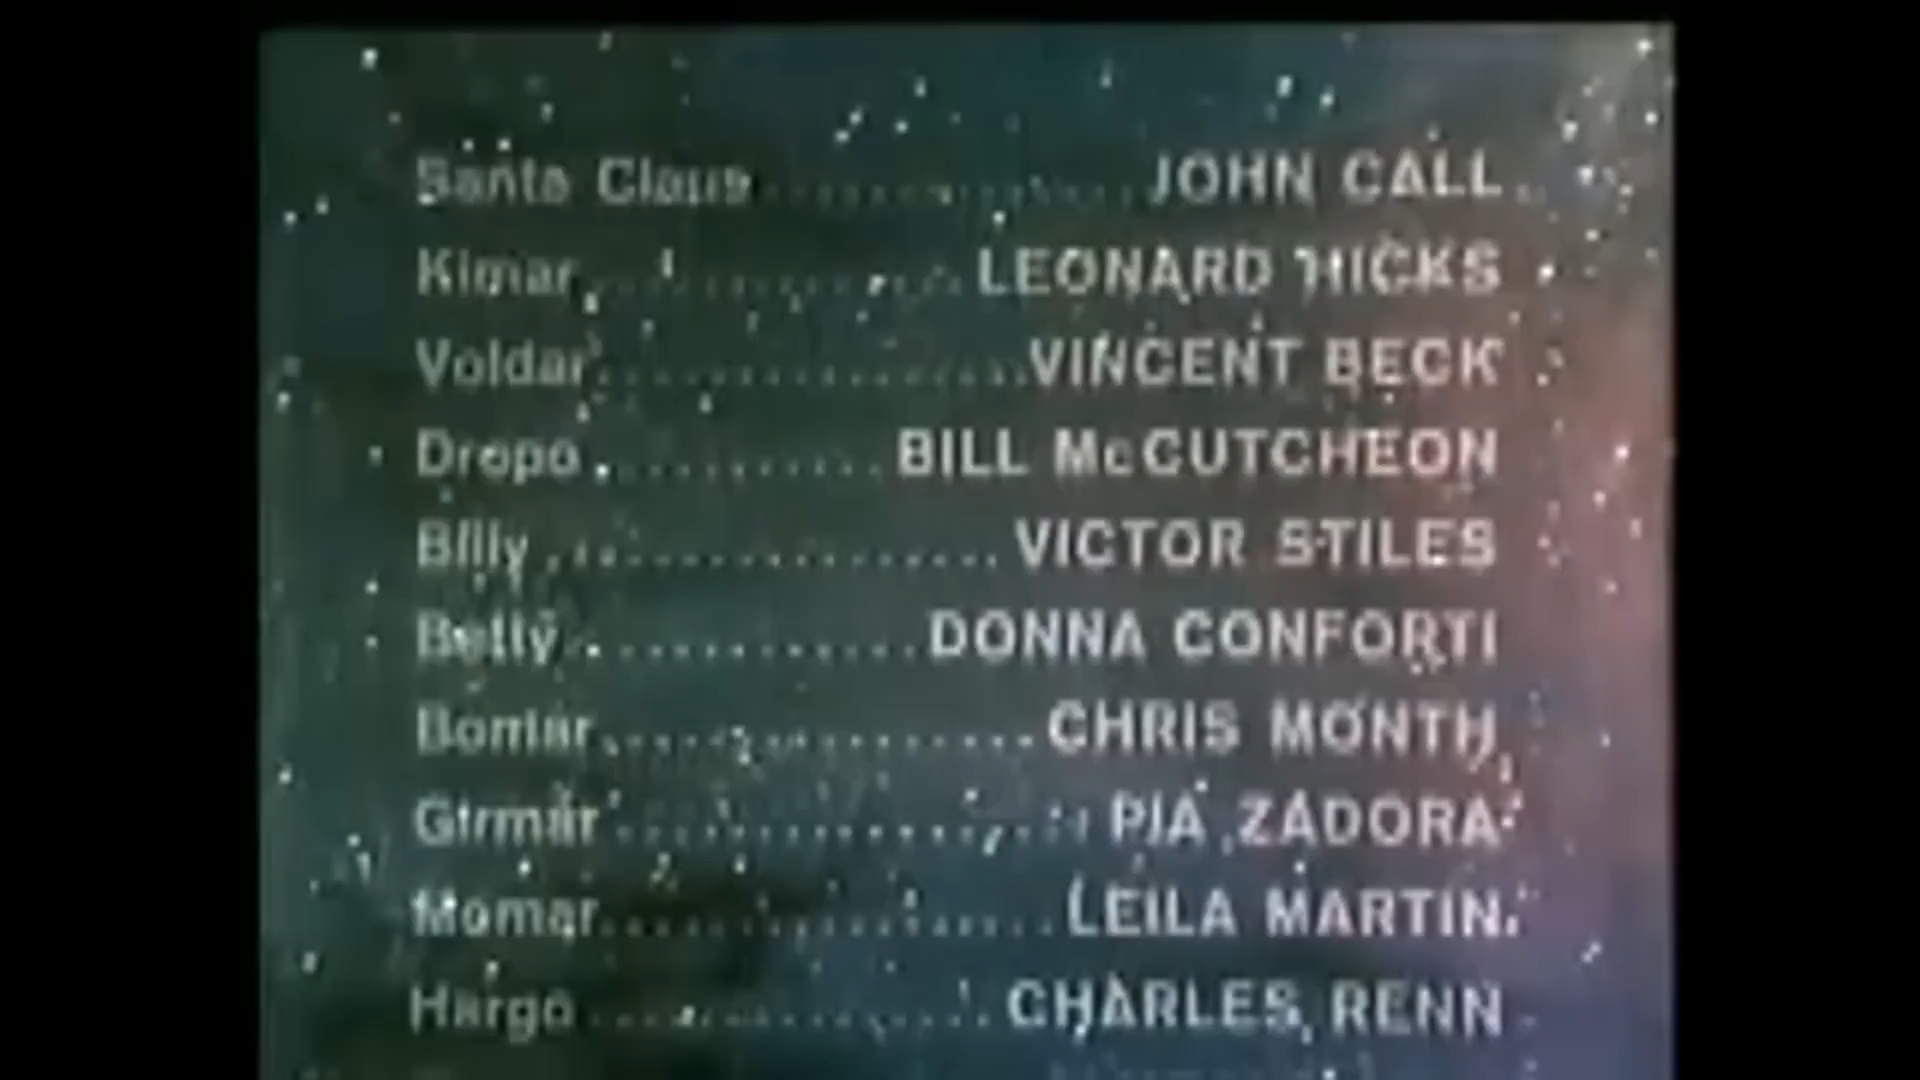 Santa Claus....................JOHN CALL
Kimar....................LEONARD HICKS
Voldar....................VINCENT BECK
Dropo...............BILL McCUTCHEON
Billy....................VICTOR STILES
Betty.................DONNA CONFORTI
Bomar....................CHRIS MONTH
Girmar....................PIA ZADORA
Momar....................LEILA MARTIN
Hargo....................CHARLES RENN